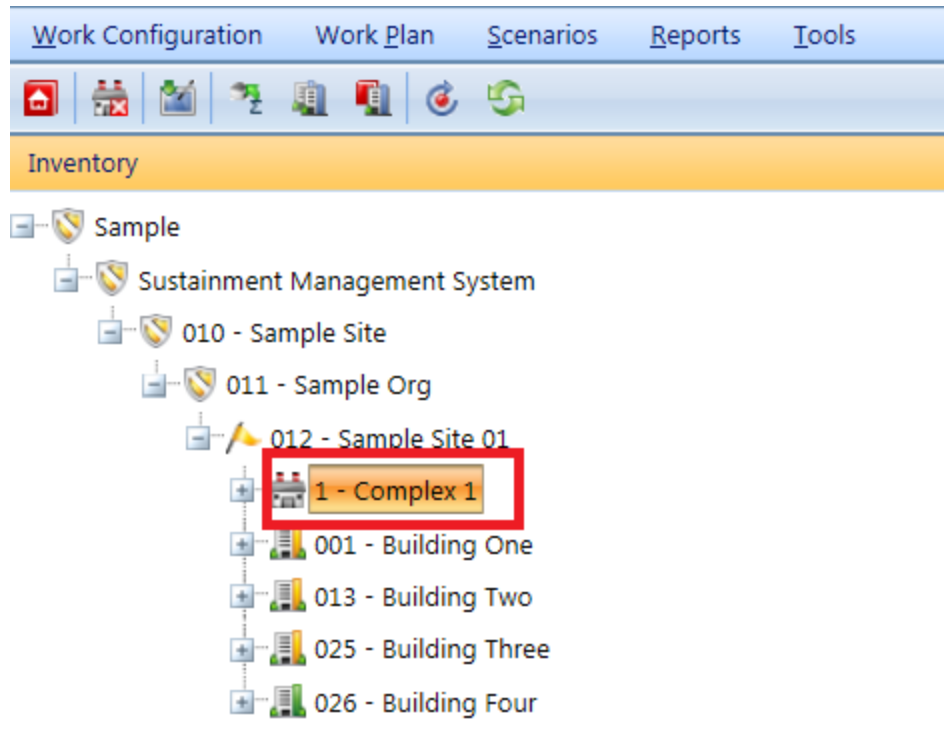 Work Configuration Work Plan Scenarios Reports Tools
Inventory
Sample
Sustainment Management System
010 - Sample Site
011 - Sample Org
012 - Sample Site 01
1 - Complex 1
001 - Building One
013 - Building Two
025 - Building Three
026 - Building Four